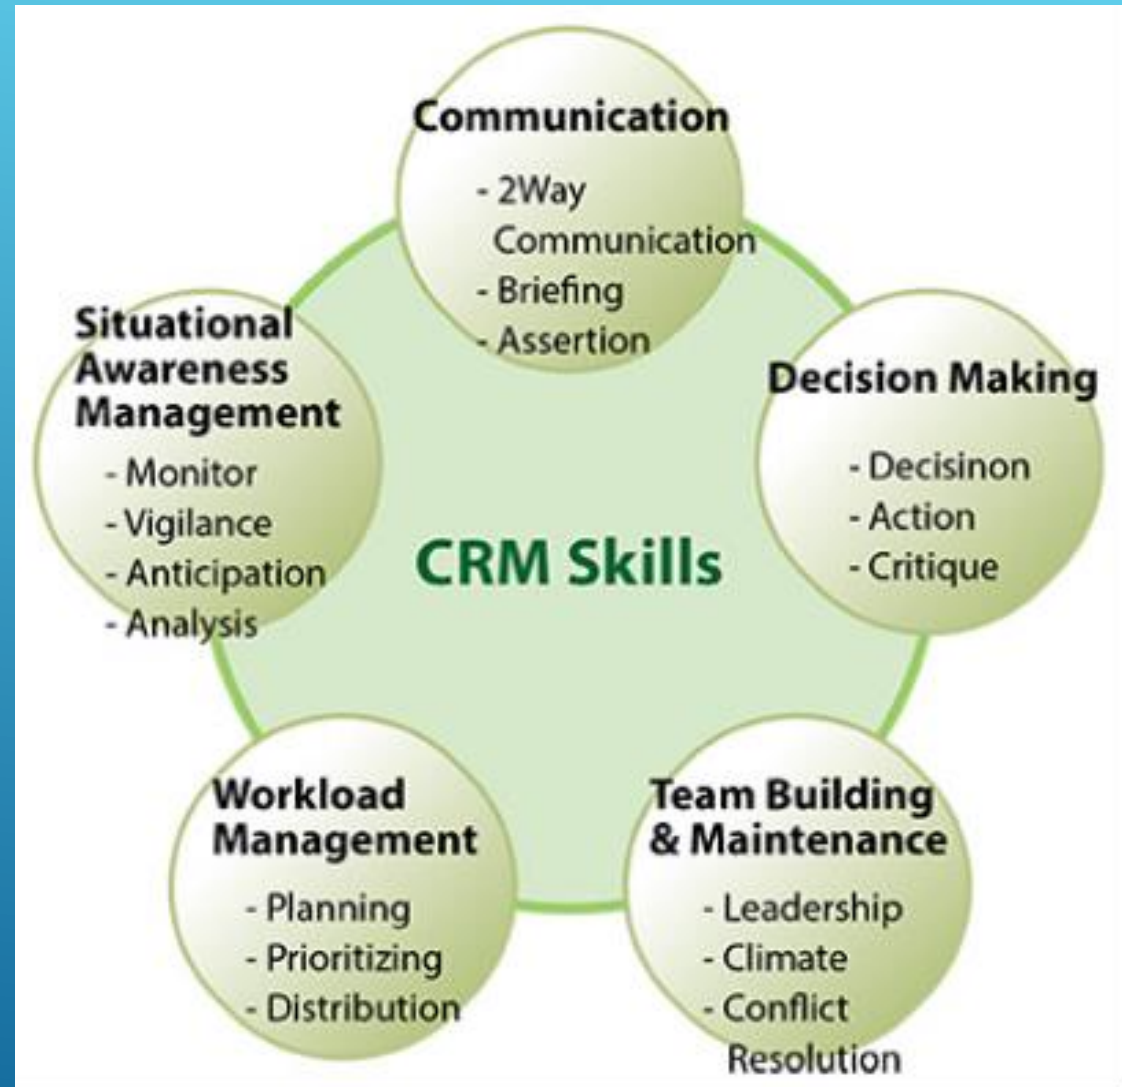 Communication
- 2Way
Communication
- Briefing
- Assertion
Situational
Awareness
Management
- Monitor
- Vigilance
- Anticipation
- Analysis
Decision Making
- Decisinon
- Action
- Critique
CRM Skills
Workload
Management
- Planning
- Prioritizing
- Distribution
Team Building
& Maintenance
- Leadership
- Climate
- Conflict
Resolution